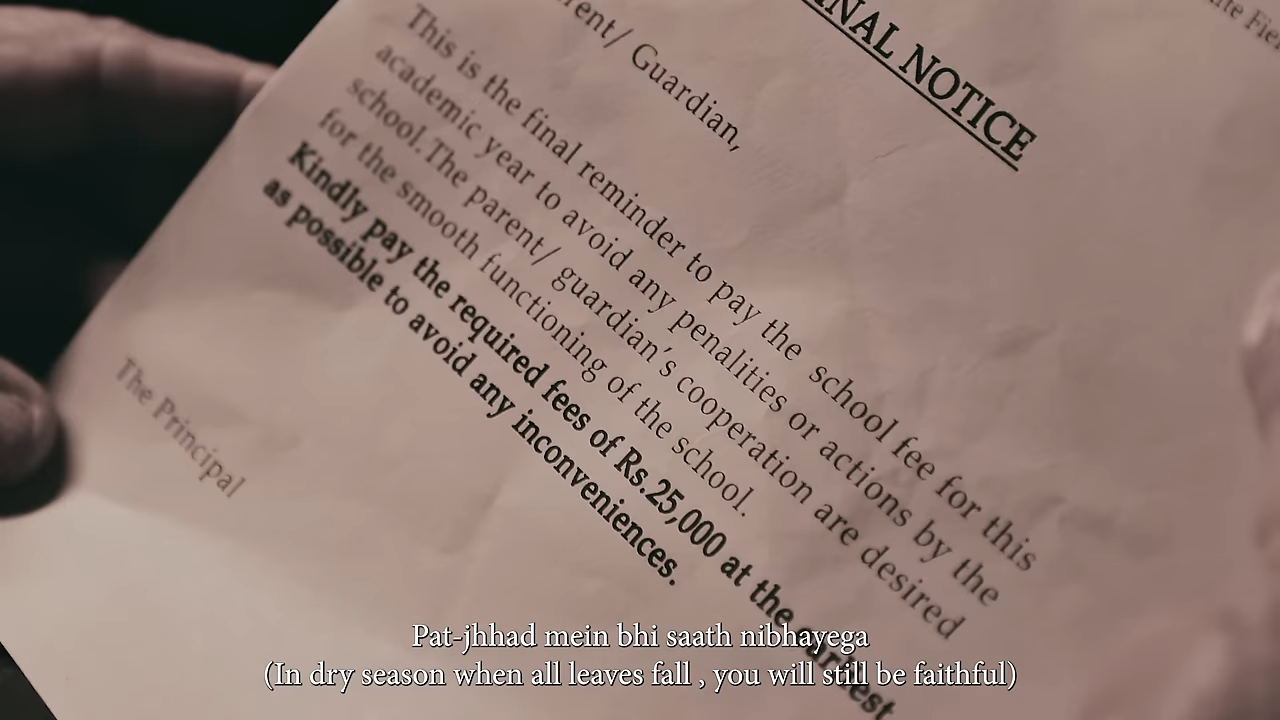 FINAL NOTICE
Guardian,
This is the final reminder to pay the school fee for this
academic year to avoid any penalities or actions by the
school.The parent/ guardian's cooperation are desired
for the smooth functioning of the school.
Kindly pay the required fees of Rs.25,000 at the earliest
as possible to avoid any inconveniences.
The Principal
Pat-jhhad mein bhi saath nibhayega
(In dry season when all leaves fall , you will still be faithful)